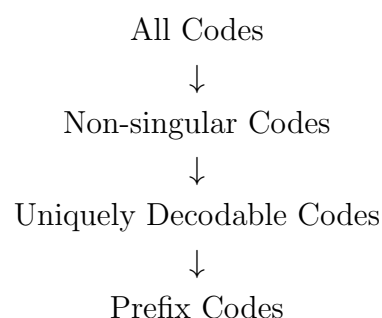 All Codes
↓
Non-singular Codes
↓
Uniquely Decodable Codes
↓
Prefix Codes